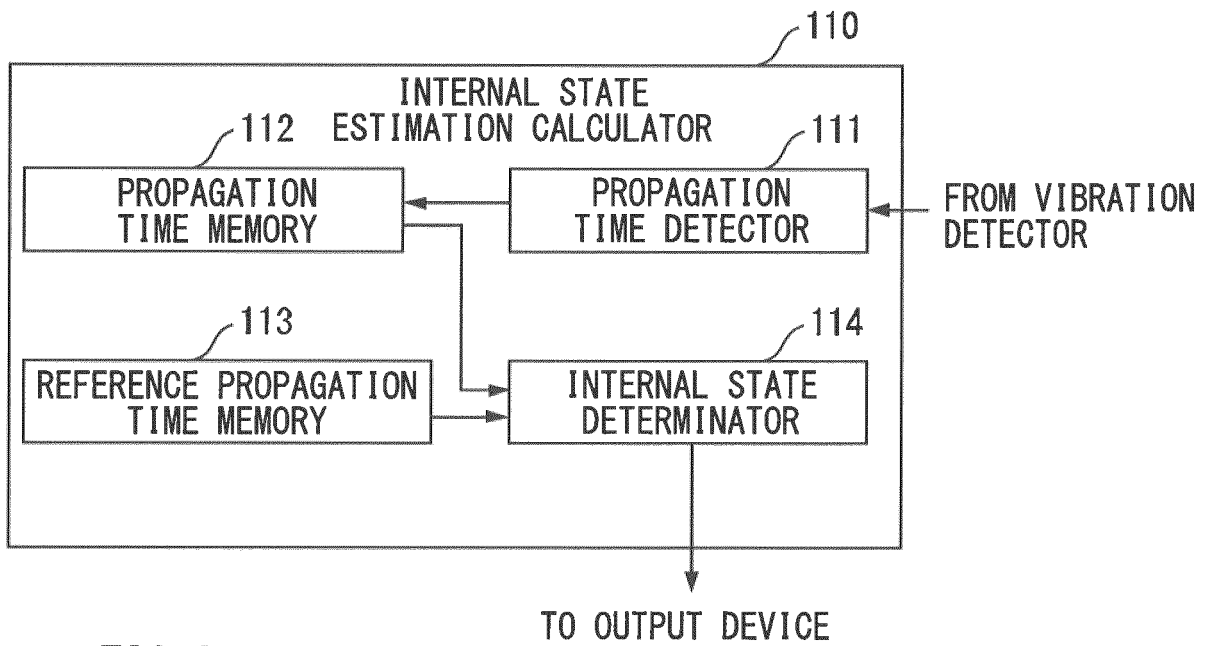 110
INTERNAL STATE
ESTIMATION CALCULATOR
112
111
PROPAGATION
TIME MEMORY
PROPAGATION
TIME DETECTOR
FROM VIBRATION
DETECTOR
113
114
REFERENCE PROPAGATION
TIME MEMORY
INTERNAL STATE
DETERMINATOR
TO OUTPUT DEVICE